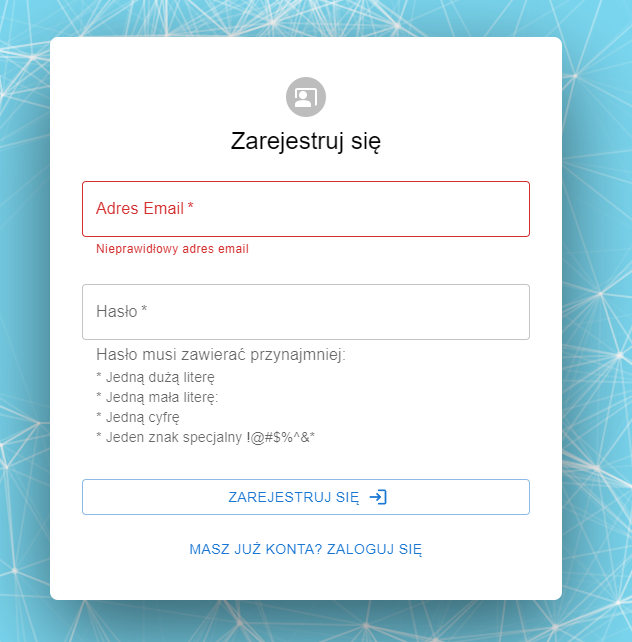 Zarejestruj się
Adres Email *
Nieprawidłowy adres email
Hasło *
Hasło musi zawierać przynajmniej:
* Jedną dużą literę
* Jedną mała literę:
* Jedną cyfrę
* Jeden znak specjalny !@#$%^&*
ZAREJESTRUJ SIĘ
MASZ JUŻ KONTA? ZALOGUJ SIĘ